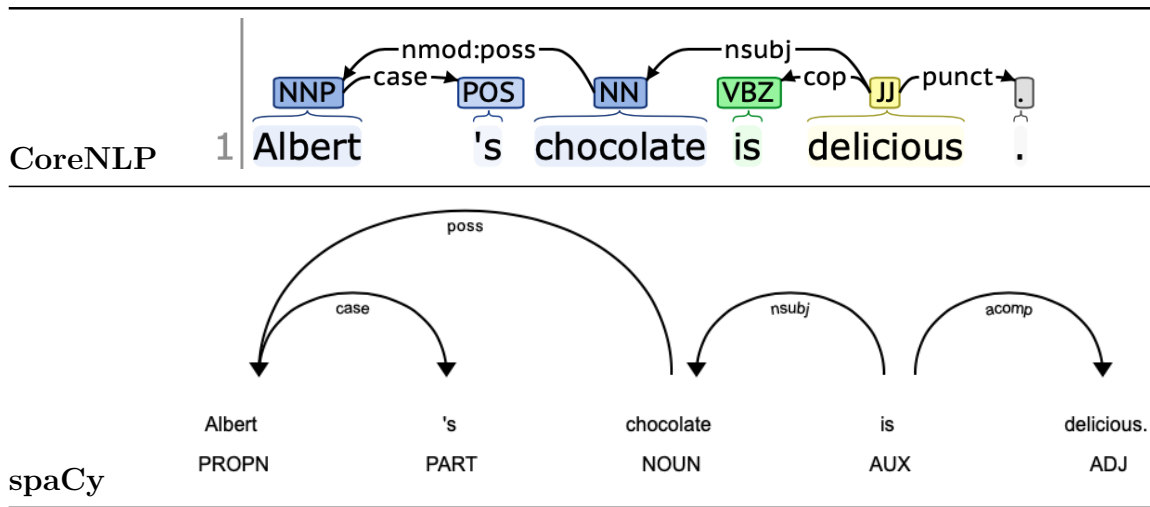 nmod:poss nsubj
case cop punct
NNP POS NN VBZ JJ .
CoreNLP 1 Albert 's chocolate is delicious .
poss
case nsubj acomp
Albert 's chocolate is delicious.
PROPN PART NOUN AUX ADJ
spaCy